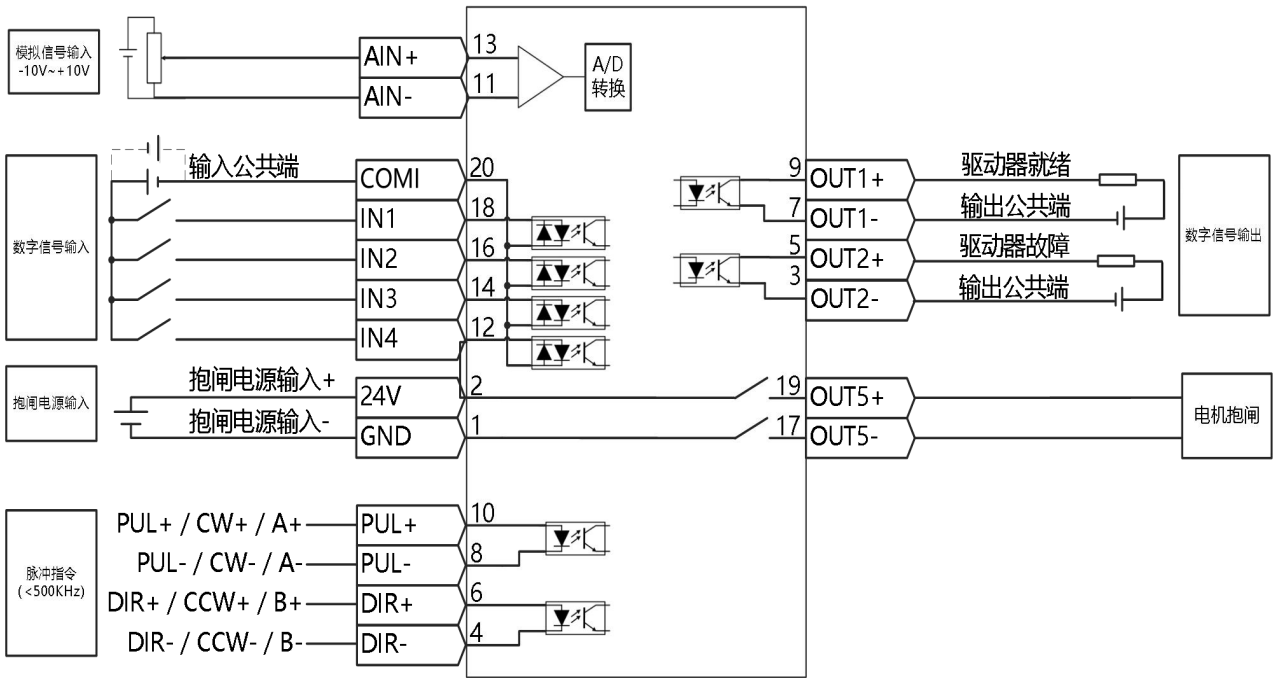 模拟信号输入
-10V~+10V
AIN+
13
AIN-
11
A/D
转换
数字信号输入
输入公共端
COMI
20
IN1
18
IN2
16
IN3
14
IN4
12
9
OUT1+
驱动器就绪
7
OUT1-
输出公共端
5
OUT2+
驱动器故障
3
OUT2-
输出公共端
数字信号输出
抱闸电源输入
抱闸电源输入+
24V
2
抱闸电源输入-
GND
1
19
OUT5+
17
OUT5-
电机抱闸
脉冲指令
(<500KHz)
PUL+ / CW+ / A+
PUL+
10
PUL- / CW- / A-
PUL-
8
DIR+ / CCW+ / B+
DIR+
6
DIR- / CCW- / B-
DIR-
4